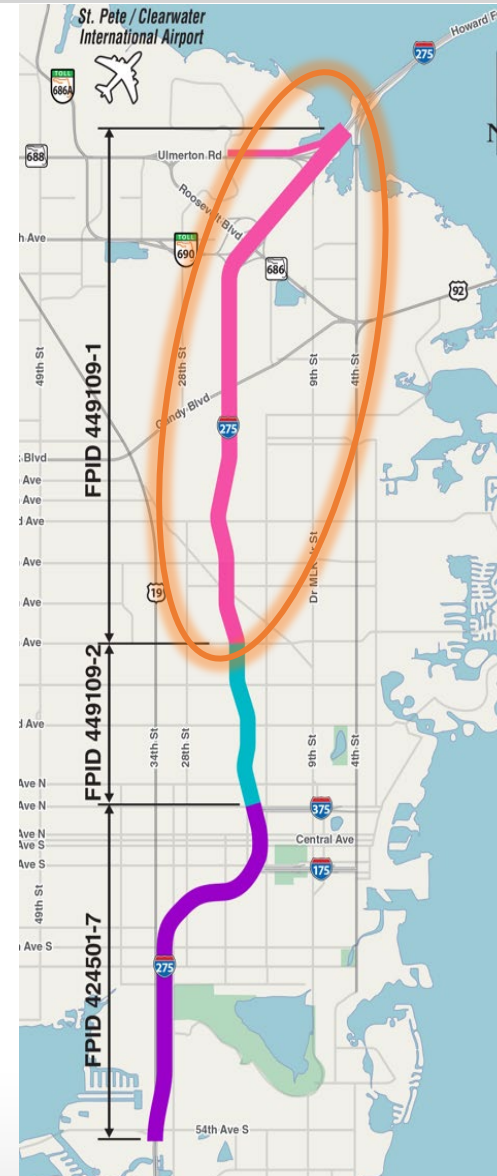 St. Pete / Clearwater
International Airport
Howard F
275
TOLL
686A
N
688
Ulmerton Rd
Roosevelt Blvd
h Ave
TOLL
690
686
92
49th St
28th St
9th St
4th St
FPID 449109-1
Gandy Blvd
275
Blvd
Ave
Ave
d Ave
Ave
Dr MLK Jr St
19
Ave
Ave
FPID 449109-2
d Ave
34th St
28th St
9th St
4th St
Ave N
Ave N
375
Ave N
Ave S
Central Ave
Ave S
175
49th St
Ave S
275
FPID 424501-7
54th Ave S